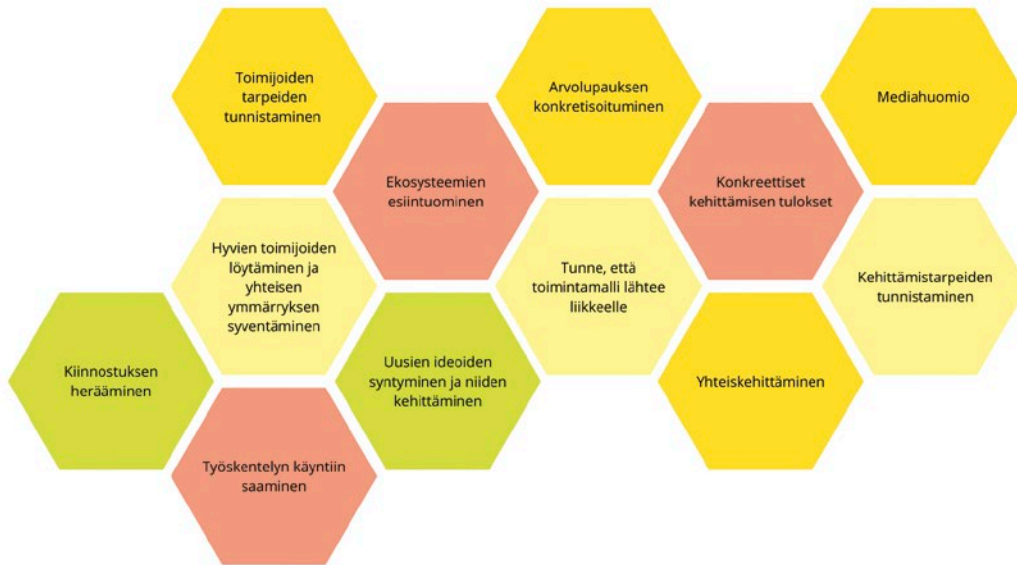 Toimijoiden
tarpeiden
tunnistaminen
Arvolupauksen
konkretisoituminen
Mediahuomio
Ekosysteemien
esiintuominen
Konkreettiset
kehittämisen tulokset
Hyvien toimijoiden
löytäminen ja
yhteisen
ymmärryksen
syventäminen
Tunne, että
toimintamalli lähtee
liikkeelle
Kehittämistarpeiden
tunnistaminen
Kiinnostuksen
herääminen
Uusien ideoiden
syntyminen ja niiden
kehittäminen
Yhteiskehittäminen
Työskentelyn käyntiin
saaminen